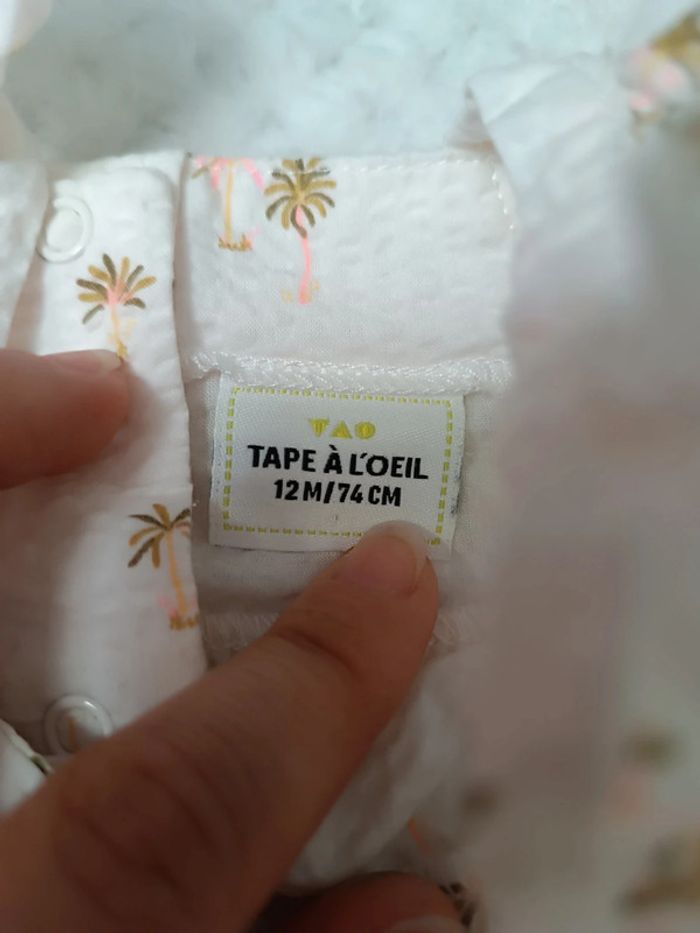 TAO
TAPE À L'OEIL
12M/74CM